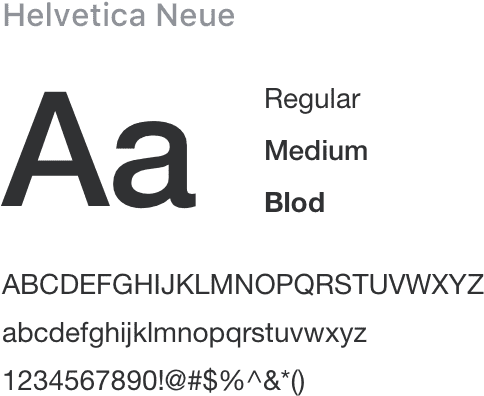 Helvetica Neue
Aa
Regular
Medium
Blod
ABCDEFGHIJKLMNOPQRSTUVWXYZ
abcdefghijklmnopqrstuvwxyz
1234567890!@#$%^&*()